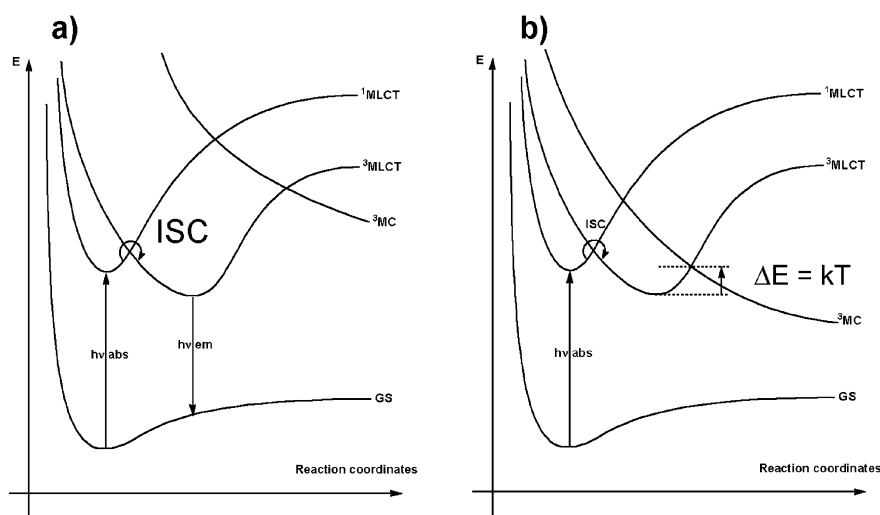 a)
E
¹MLCT
³MLCT
³MC
ISC
hν abs
hν em
GS
Reaction coordinates
b)
E
¹MLCT
³MLCT
ISC
ΔE = kT
³MC
hν abs
GS
Reaction coordinates